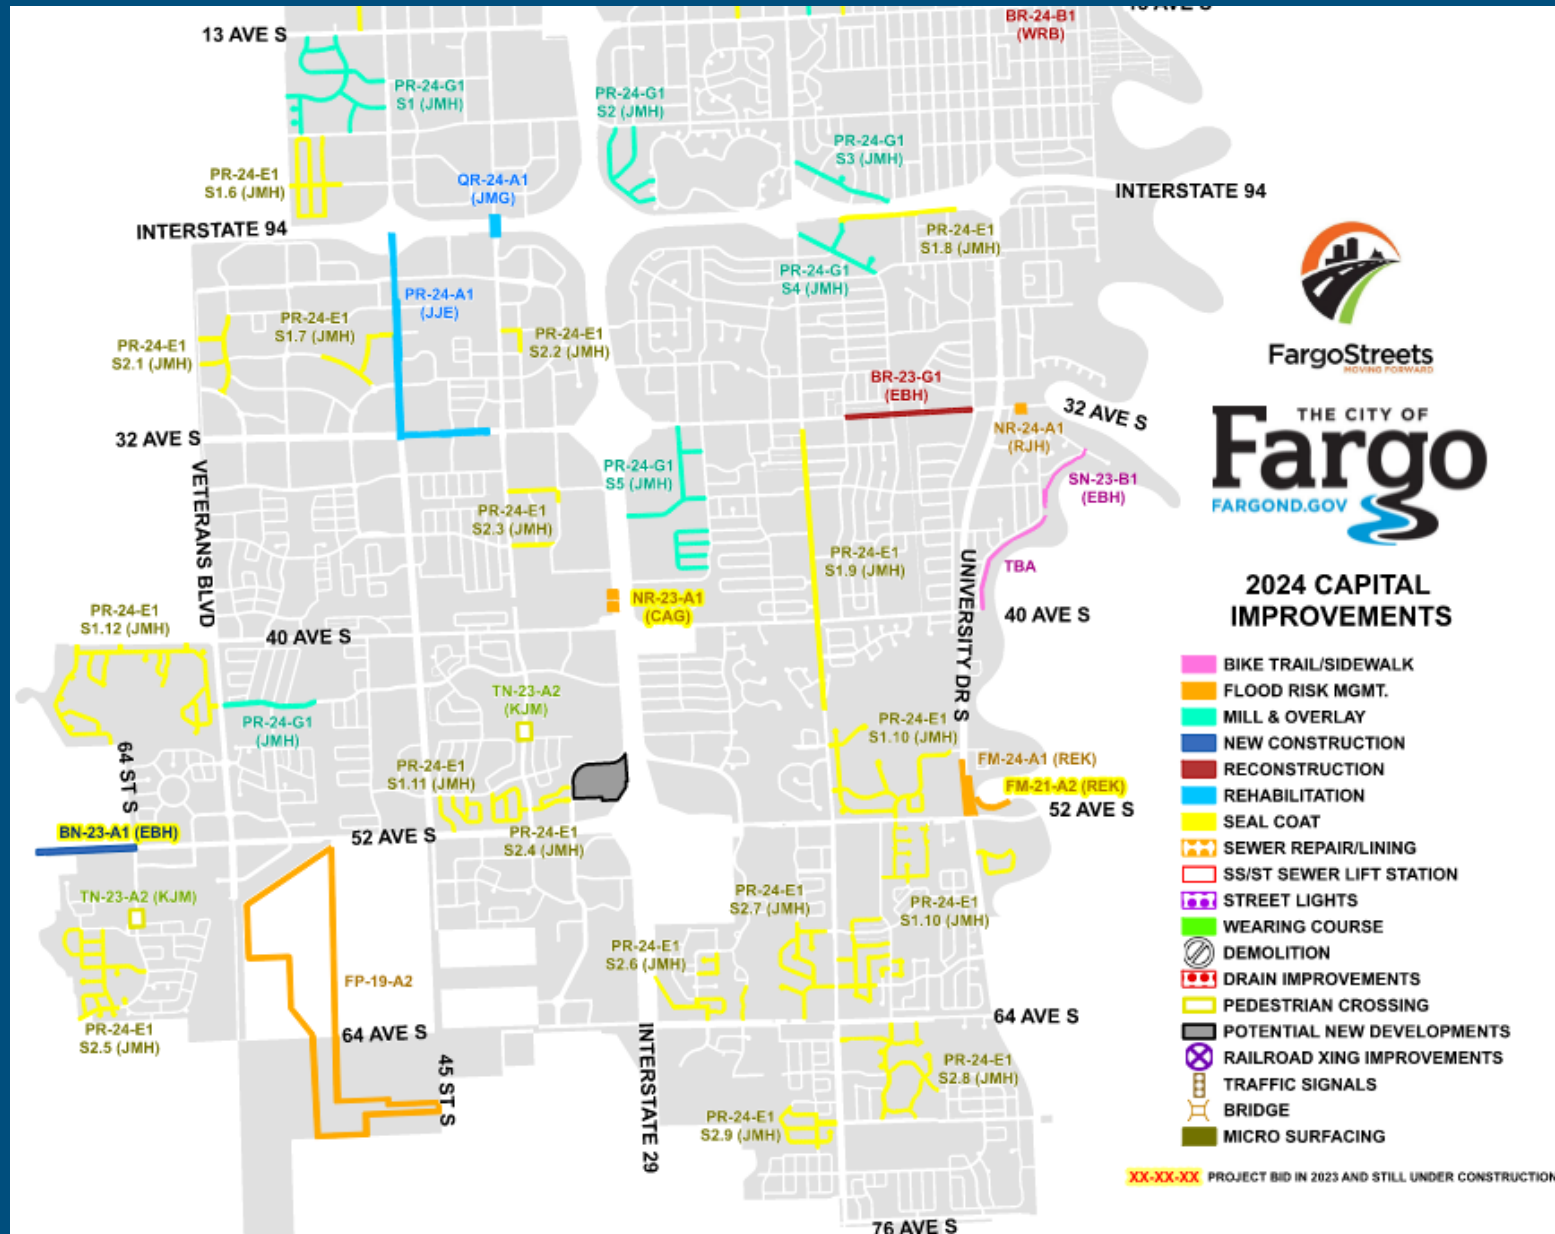 13 AVE S
BR-24-B1
(WRB)
PR-24-G1
S1 (JMH)
PR-24-G1
S2 (JMH)
PR-24-G1
S3 (JMH)
PR-24-E1
S1.6 (JMH)
QR-24-A1
(JMG)
INTERSTATE 94
INTERSTATE 94
PR-24-E1
S1.8 (JMH)
PR-24-G1
S4 (JMH)
PR-24-A1
(JJE)
PR-24-E1
S1.7 (JMH)
PR-24-E1
S2.1 (JMH)
PR-24-E1
S2.2 (JMH)
BR-23-G1
(EBH)
32 AVE S
32 AVE S
NR-24-A1
(RJH)
VETERANS BLVD
PR-24-G1
S5 (JMH)
SN-23-B1
(EBH)
PR-24-E1
S2.3 (JMH)
PR-24-E1
S1.9 (JMH)
UNIVERSITY DR S
TBA
NR-23-A1
(CAG)
40 AVE S
PR-24-E1
S1.12 (JMH)
40 AVE S
TN-23-A2
(KJM)
PR-24-G1
(JMH)
64 ST S
PR-24-E1
S1.10 (JMH)
PR-24-E1
S1.11 (JMH)
FM-24-A1 (REK)
FM-21-A2 (REK)
52 AVE S
BN-23-A1 (EBH)
52 AVE S
PR-24-E1
S2.4 (JMH)
TN-23-A2 (KJM)
PR-24-E1
S2.7 (JMH)
PR-24-E1
S1.10 (JMH)
PR-24-E1
S2.6 (JMH)
FP-19-A2
PR-24-E1
S2.5 (JMH)
64 AVE S
64 AVE S
45 ST S
INTERSTATE 29
PR-24-E1
S2.8 (JMH)
PR-24-E1
S2.9 (JMH)
76 AVE S
FargoStreets
MOVING FORWARD
THE CITY OF
Fargo
FARGOND.GOV
2024 CAPITAL
IMPROVEMENTS
BIKE TRAIL/SIDEWALK
FLOOD RISK MGMT.
MILL & OVERLAY
NEW CONSTRUCTION
RECONSTRUCTION
REHABILITATION
SEAL COAT
SEWER REPAIR/LINING
SS/ST SEWER LIFT STATION
STREET LIGHTS
WEARING COURSE
DEMOLITION
DRAIN IMPROVEMENTS
PEDESTRIAN CROSSING
POTENTIAL NEW DEVELOPMENTS
RAILROAD XING IMPROVEMENTS
TRAFFIC SIGNALS
BRIDGE
MICRO SURFACING
XX-XX-XX PROJECT BID IN 2023 AND STILL UNDER CONSTRUCTION